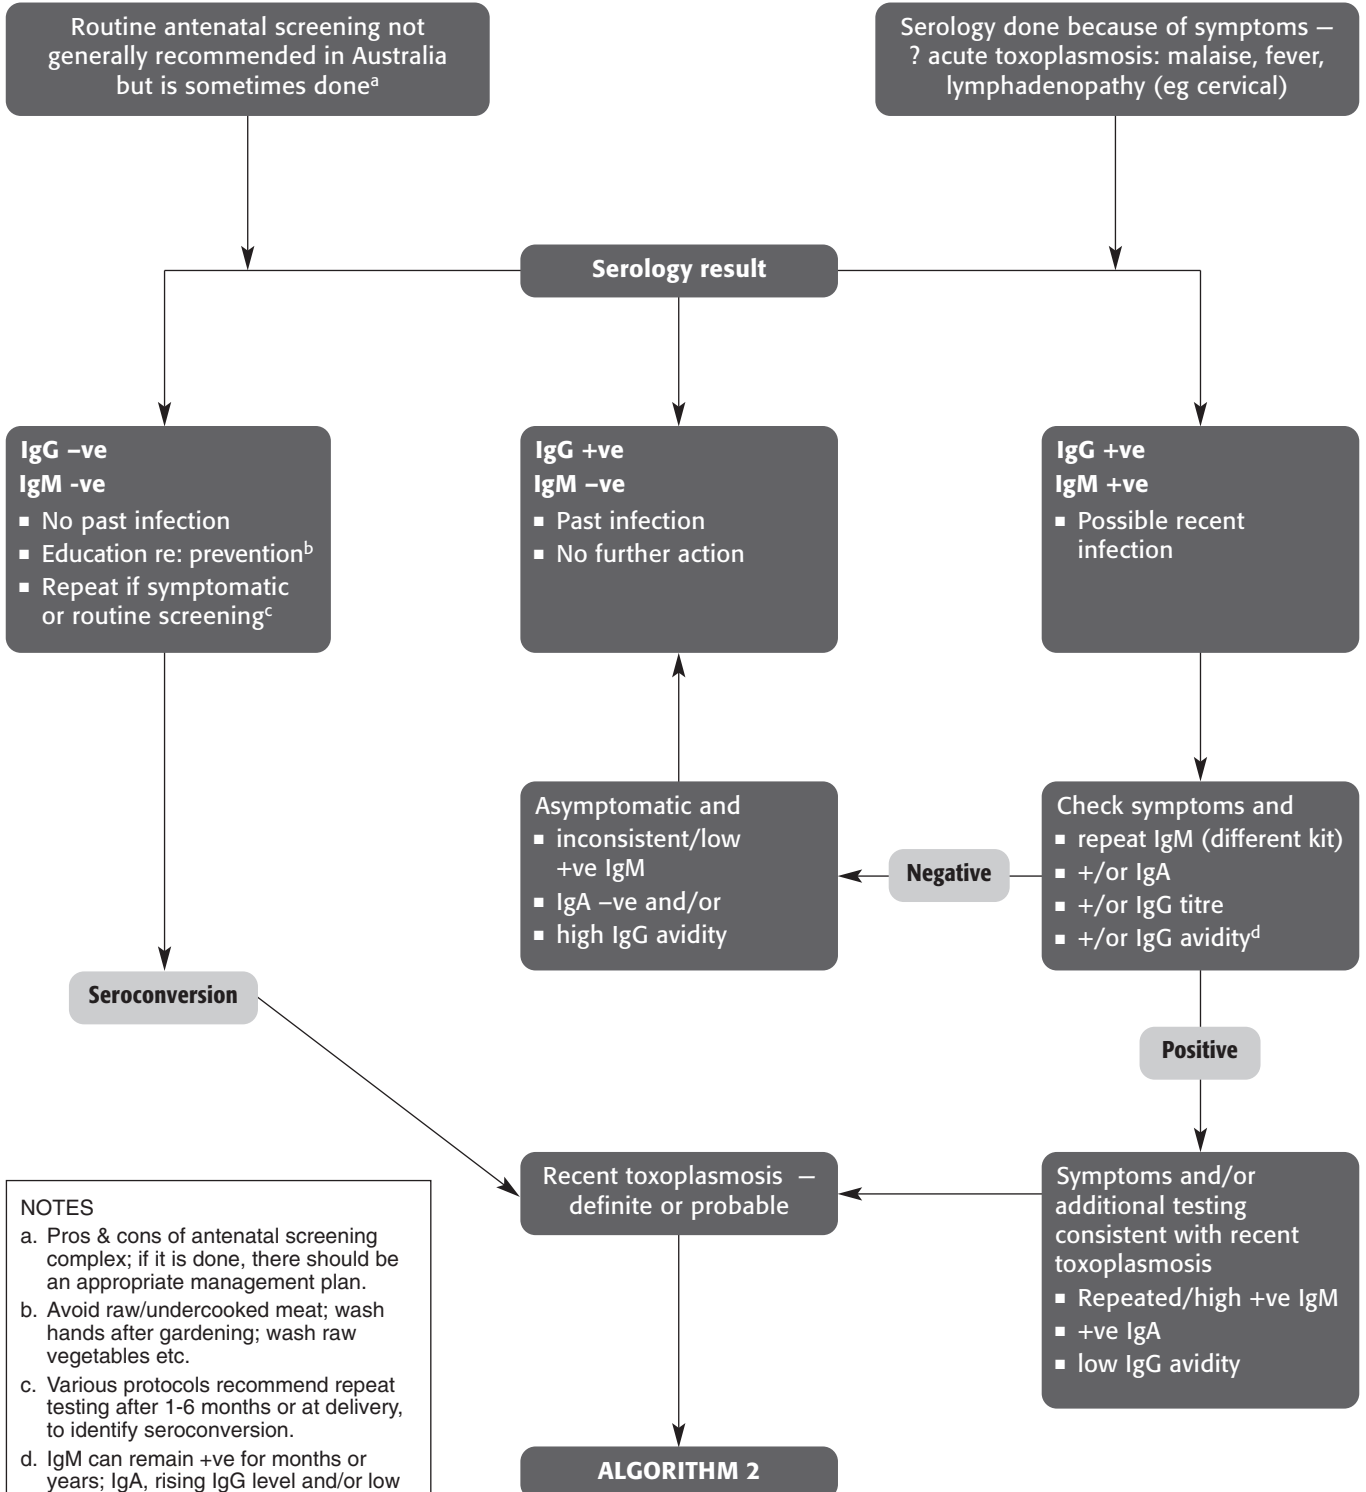 Routine antenatal screening not
generally recommended in Australia
but is sometimes doneᵃ
Serology done because of symptoms –
? acute toxoplasmosis: malaise, fever,
lymphadenopathy (eg cervical)
Serology result
IgG –ve
IgM -ve
▪ No past infection
▪ Education re: preventionᵇ
▪ Repeat if symptomatic
or routine screeningᶜ
IgG +ve
IgM –ve
▪ Past infection
▪ No further action
IgG +ve
IgM +ve
▪ Possible recent
infection
Asymptomatic and
▪ inconsistent/low
+ve IgM
▪ IgA –ve and/or
▪ high IgG avidity
Negative
Check symptoms and
▪ repeat IgM (different kit)
▪ +/or IgA
▪ +/or IgG titre
▪ +/or IgG avidityᵈ
Seroconversion
Positive
Recent toxoplasmosis –
definite or probable
Symptoms and/or
additional testing
consistent with recent
toxoplasmosis
▪ Repeated/high +ve IgM
▪ +ve IgA
▪ low IgG avidity
NOTES
a. Pros & cons of antenatal screening
complex; if it is done, there should be
an appropriate management plan.
b. Avoid raw/undercooked meat; wash
hands after gardening; wash raw
vegetables etc.
c. Various protocols recommend repeat
testing after 1-6 months or at delivery,
to identify seroconversion.
d. IgM can remain +ve for months or
years; IgA, rising IgG level and/or low
ALGORITHM 2